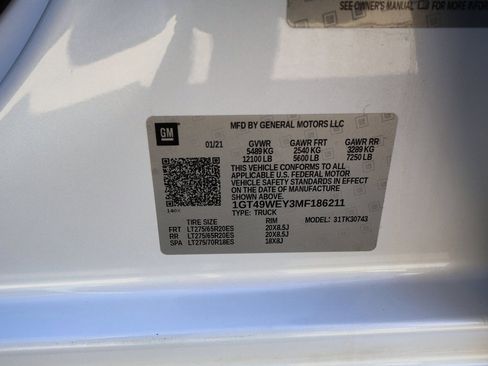 SEE OWNER'S MANUAL FOR MORE INFOR
MFD BY GENERAL MOTORS LLC
GM
01/21 GVWR GAWR FRT GAWR RR
5489 KG 2540 KG 3289 KG
12100 LB 5600 LB 7250 LB
THIS VEHICLE CONFORMS TO ALL
APPLICABLE U.S. FEDERAL MOTOR
VEHICLE SAFETY STANDARDS IN EFFECT
ON THE DATE OF MANUFACTURE
SHOWN ABOVE.
1GT49WEY3MF186211
TYPE: TRUCK MODEL: 31TK30743
TIRE SIZE RIM
FRT LT275/65R20ES 20X8.5J
RR LT275/65R20ES 20X8.5J
SPA LT275/70R18ES 18X8J